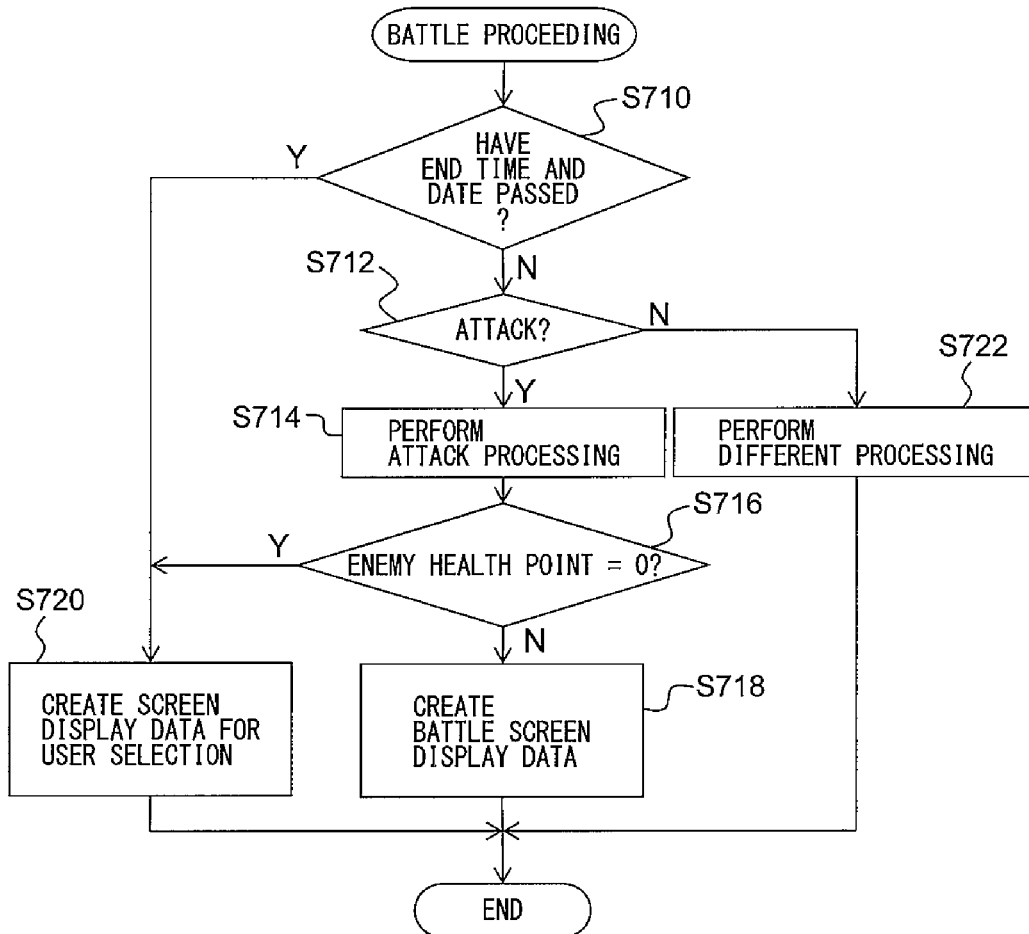 BATTLE PROCEEDING
S710
HAVE
END TIME AND
DATE PASSED
?
Y
N
S712
ATTACK?
N
Y
S722
S714
PERFORM
ATTACK PROCESSING
PERFORM
DIFFERENT PROCESSING
S716
ENEMY HEALTH POINT = 0?
Y
N
S720
CREATE SCREEN
DISPLAY DATA FOR
USER SELECTION
S718
CREATE
BATTLE SCREEN
DISPLAY DATA
END